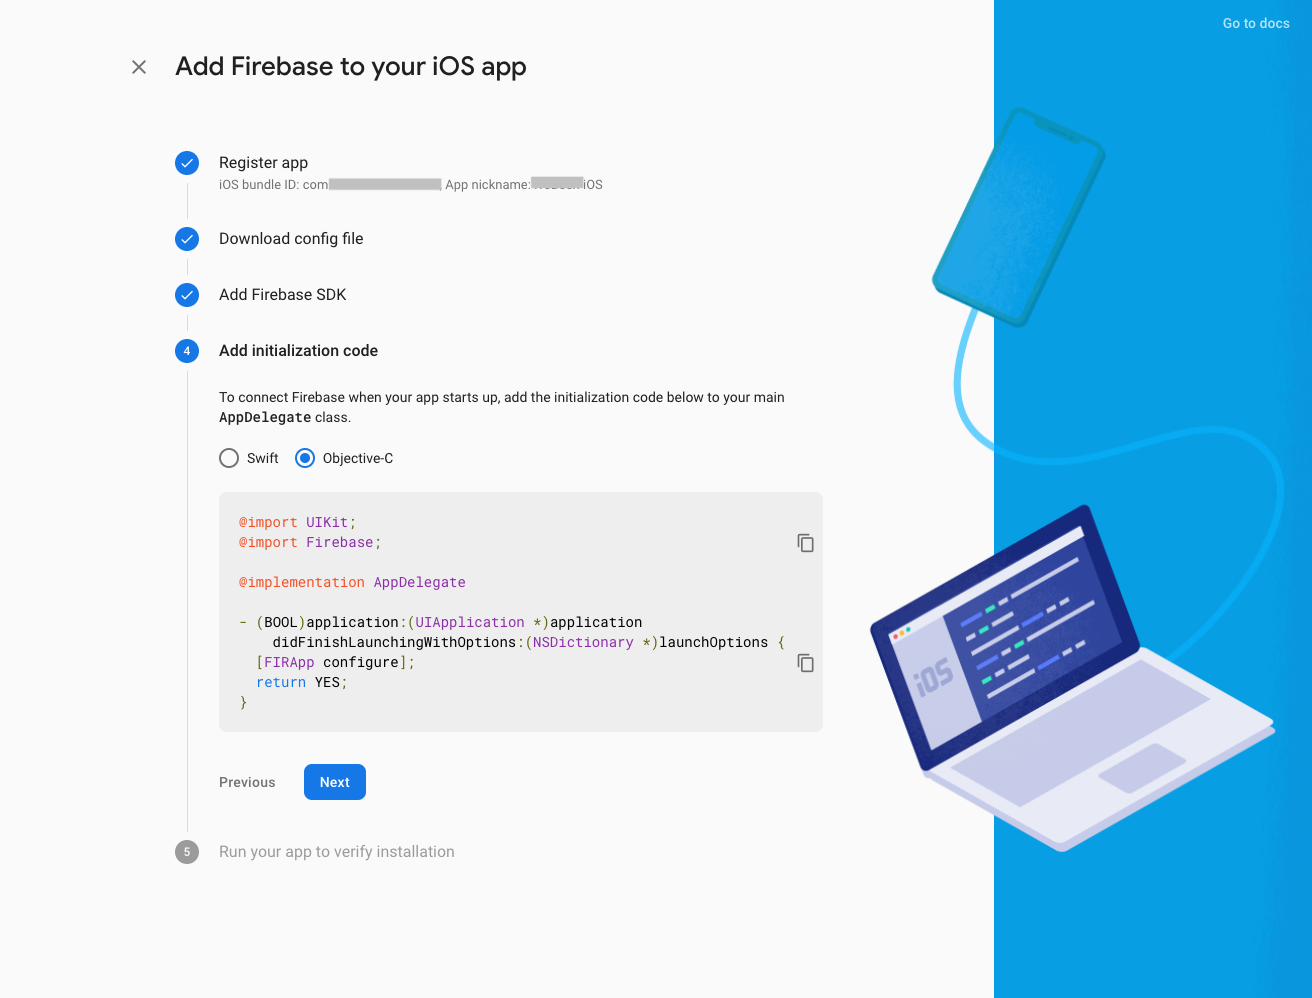 Go to docs
Add Firebase to your iOS app
Register app
iOS bundle ID: com , App nickname: iOS
Download config file
Add Firebase SDK
4
Add initialization code
To connect Firebase when your app starts up, add the initialization code below to your main
AppDelegate class.
Swift Objective-C
@import UIKit;
@import Firebase;
@implementation AppDelegate
- (BOOL)application:(UIApplication *)application
didFinishLaunchingWithOptions:(NSDictionary *)launchOptions {
[FIRApp configure];
return YES;
}
iOS
Previous Next
5
Run your app to verify installation